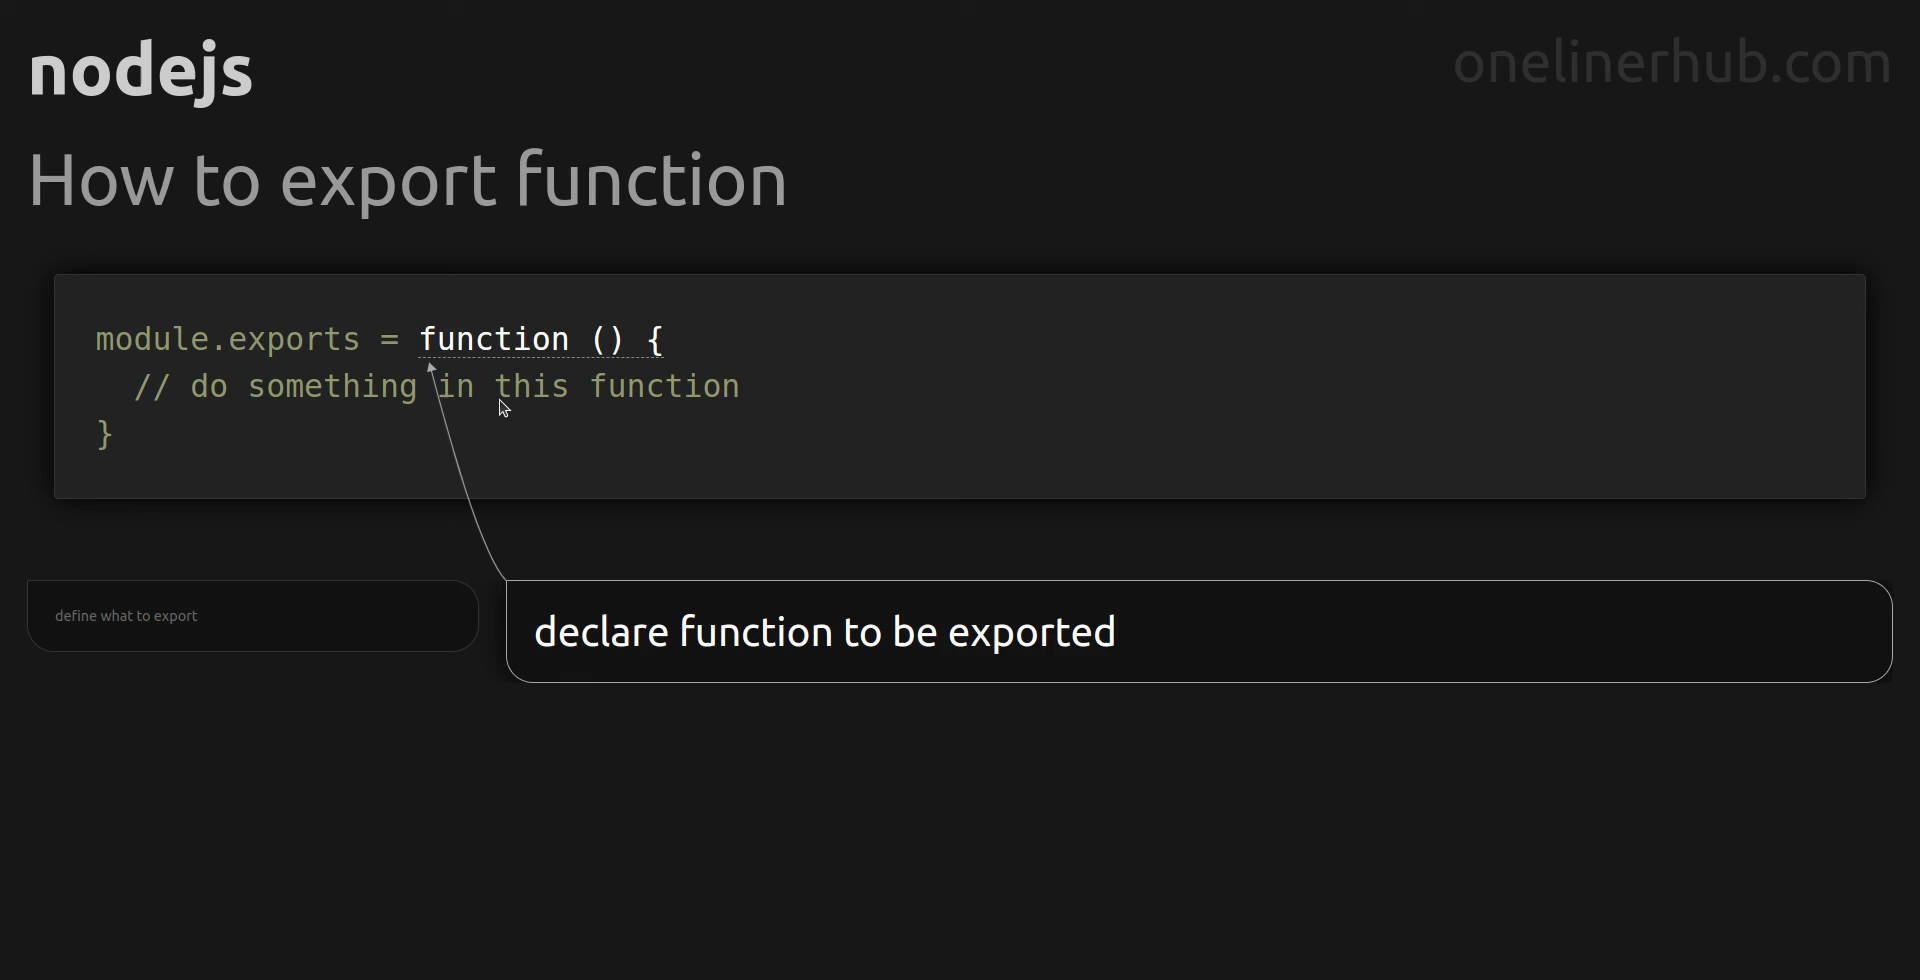 nodejs
onelinerhub.com
How to export function
module.exports = function () {
  // do something in this function
}
define what to export
declare function to be exported